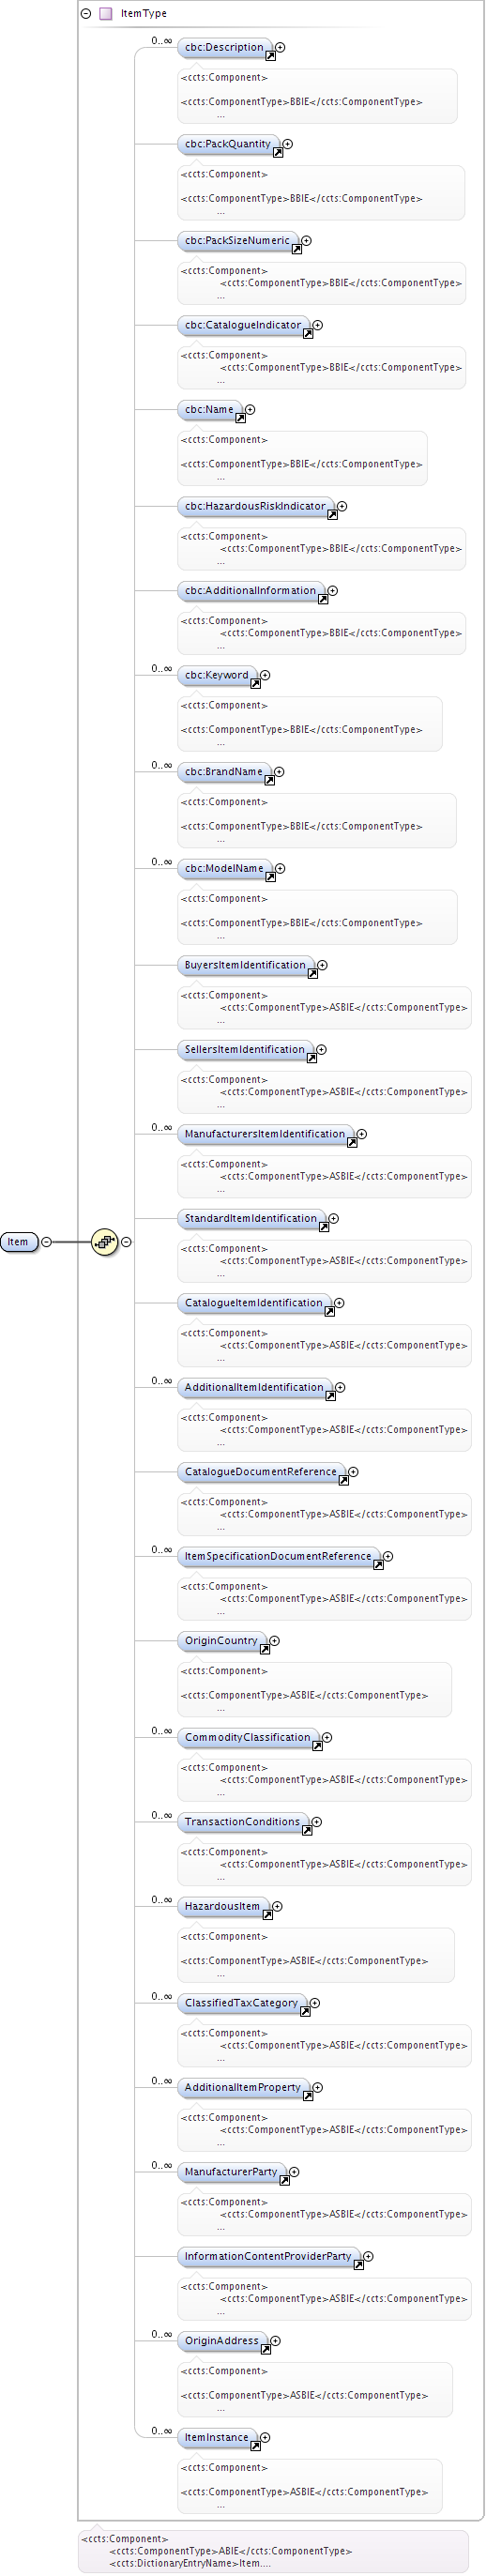 ItemType
0..∞
cbc:Description
<ccts:Component>
<ccts:ComponentType>BBIE</ccts:ComponentType>
...
cbc:PackQuantity
<ccts:Component>
<ccts:ComponentType>BBIE</ccts:ComponentType>
...
cbc:PackSizeNumeric
<ccts:Component>
<ccts:ComponentType>BBIE</ccts:ComponentType>
...
cbc:CatalogueIndicator
<ccts:Component>
<ccts:ComponentType>BBIE</ccts:ComponentType>
...
cbc:Name
<ccts:Component>
<ccts:ComponentType>BBIE</ccts:ComponentType>
...
cbc:HazardousRiskIndicator
<ccts:Component>
<ccts:ComponentType>BBIE</ccts:ComponentType>
...
cbc:AdditionalInformation
<ccts:Component>
<ccts:ComponentType>BBIE</ccts:ComponentType>
...
0..∞
cbc:Keyword
<ccts:Component>
<ccts:ComponentType>BBIE</ccts:ComponentType>
...
0..∞
cbc:BrandName
<ccts:Component>
<ccts:ComponentType>BBIE</ccts:ComponentType>
...
0..∞
cbc:ModelName
<ccts:Component>
<ccts:ComponentType>BBIE</ccts:ComponentType>
...
BuyersItemIdentification
<ccts:Component>
<ccts:ComponentType>ASBIE</ccts:ComponentType>
...
SellersItemIdentification
<ccts:Component>
<ccts:ComponentType>ASBIE</ccts:ComponentType>
...
0..∞
ManufacturersItemIdentification
<ccts:Component>
<ccts:ComponentType>ASBIE</ccts:ComponentType>
...
StandardItemIdentification
<ccts:Component>
<ccts:ComponentType>ASBIE</ccts:ComponentType>
...
Item
CatalogueItemIdentification
<ccts:Component>
<ccts:ComponentType>ASBIE</ccts:ComponentType>
...
0..∞
AdditionalItemIdentification
<ccts:Component>
<ccts:ComponentType>ASBIE</ccts:ComponentType>
...
CatalogueDocumentReference
<ccts:Component>
<ccts:ComponentType>ASBIE</ccts:ComponentType>
...
0..∞
ItemSpecificationDocumentReference
<ccts:Component>
<ccts:ComponentType>ASBIE</ccts:ComponentType>
...
OriginCountry
<ccts:Component>
<ccts:ComponentType>ASBIE</ccts:ComponentType>
...
0..∞
CommodityClassification
<ccts:Component>
<ccts:ComponentType>ASBIE</ccts:ComponentType>
...
0..∞
TransactionConditions
<ccts:Component>
<ccts:ComponentType>ASBIE</ccts:ComponentType>
...
0..∞
HazardousItem
<ccts:Component>
<ccts:ComponentType>ASBIE</ccts:ComponentType>
...
0..∞
ClassifiedTaxCategory
<ccts:Component>
<ccts:ComponentType>ASBIE</ccts:ComponentType>
...
0..∞
AdditionalItemProperty
<ccts:Component>
<ccts:ComponentType>ASBIE</ccts:ComponentType>
...
0..∞
ManufacturerParty
<ccts:Component>
<ccts:ComponentType>ASBIE</ccts:ComponentType>
...
InformationContentProviderParty
<ccts:Component>
<ccts:ComponentType>ASBIE</ccts:ComponentType>
...
0..∞
OriginAddress
<ccts:Component>
<ccts:ComponentType>ASBIE</ccts:ComponentType>
...
0..∞
ItemInstance
<ccts:Component>
<ccts:ComponentType>ASBIE</ccts:ComponentType>
...
<ccts:Component>
<ccts:ComponentType>ABIE</ccts:ComponentType>
<ccts:DictionaryEntryName>Item....